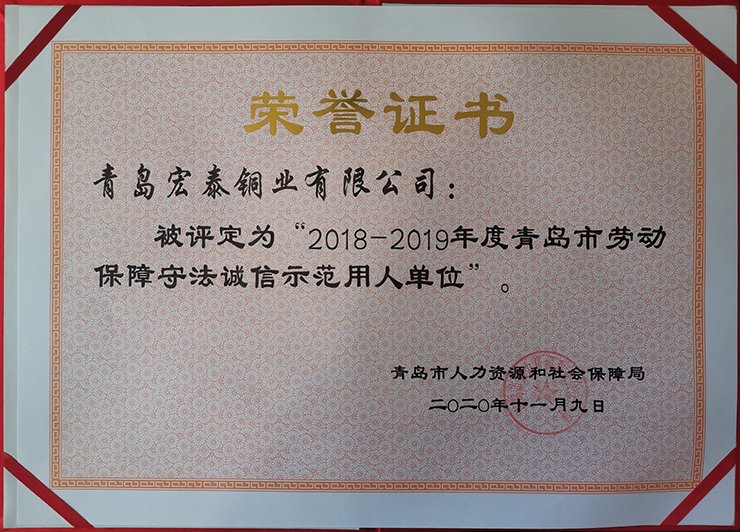 荣誉证书
青岛宏泰铜业有限公司：
被评定为“2018-2019年度青岛市劳动
保障守法诚信示范用人单位”。
青岛市人力资源和社会保障局
二〇二〇年十一月九日